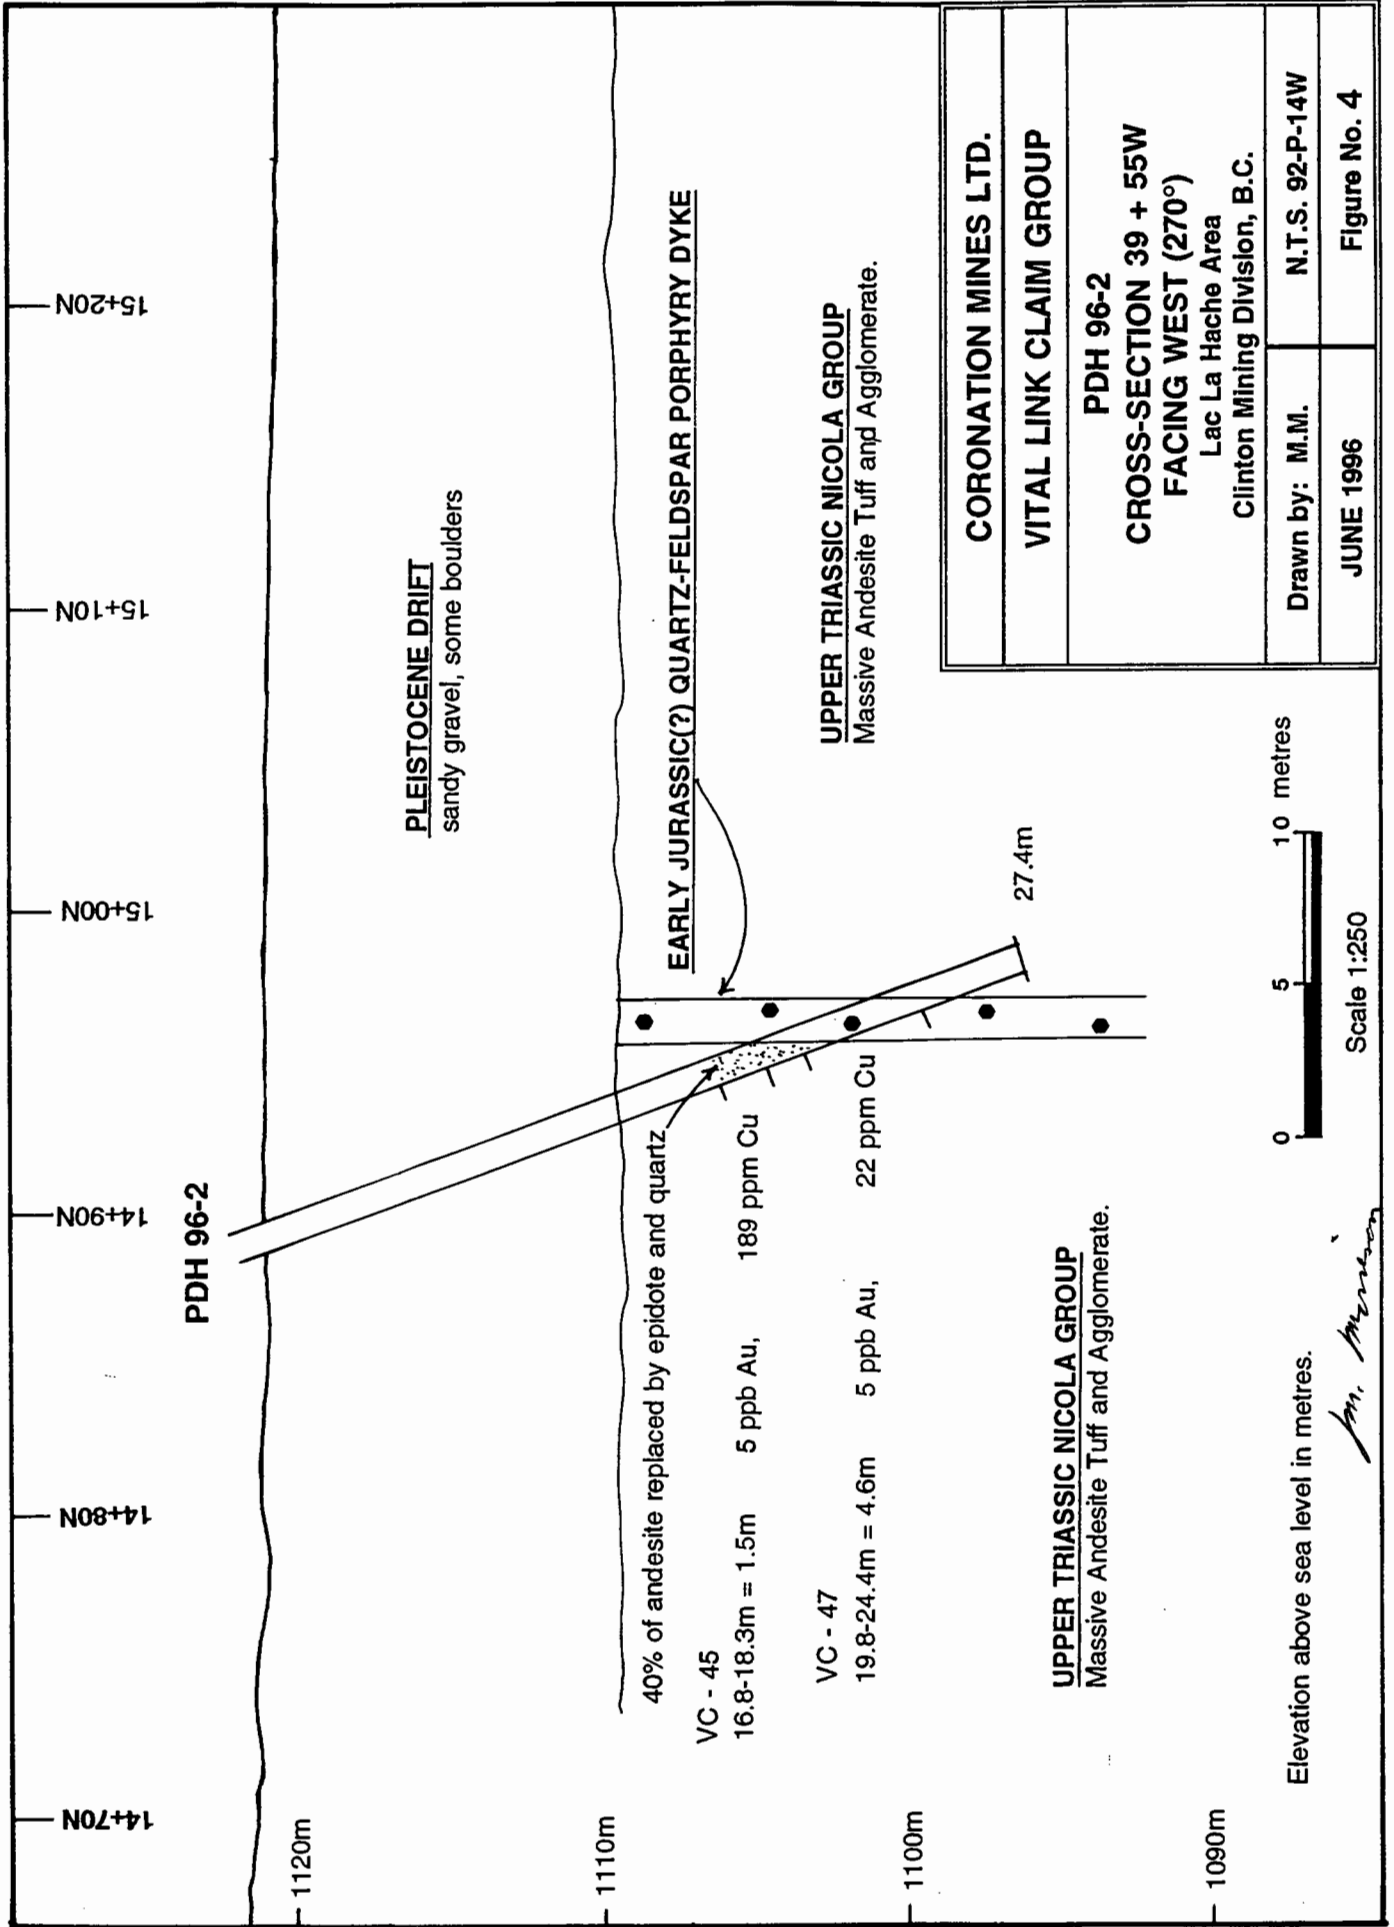 15+20N
15+10N
15+00N
14+90N
14+80N
14+70N
PDH 96-2
1120m
1110m
1100m
1090m
PLEISTOCENE DRIFT
sandy gravel, some boulders
EARLY JURASSIC(?) QUARTZ-FELDSPAR PORPHYRY DYKE
40% of andesite replaced by epidote and quartz
VC - 45
16.8-18.3m = 1.5m 5 ppb Au, 189 ppm Cu
VC - 47
19.8-24.4m = 4.6m 5 ppb Au, 22 ppm Cu
UPPER TRIASSIC NICOLA GROUP
Massive Andesite Tuff and Agglomerate.
27.4m
UPPER TRIASSIC NICOLA GROUP
Massive Andesite Tuff and Agglomerate.
Elevation above sea level in metres.
0 5 10 metres
Scale 1:250
CORONATION MINES LTD.
VITAL LINK CLAIM GROUP
PDH 96-2
CROSS-SECTION 39 + 55W
FACING WEST (270°)
Lac La Hache Area
Clinton Mining Division, B.C.
Drawn by: M.M. N.T.S. 92-P-14W
JUNE 1996 Figure No. 4